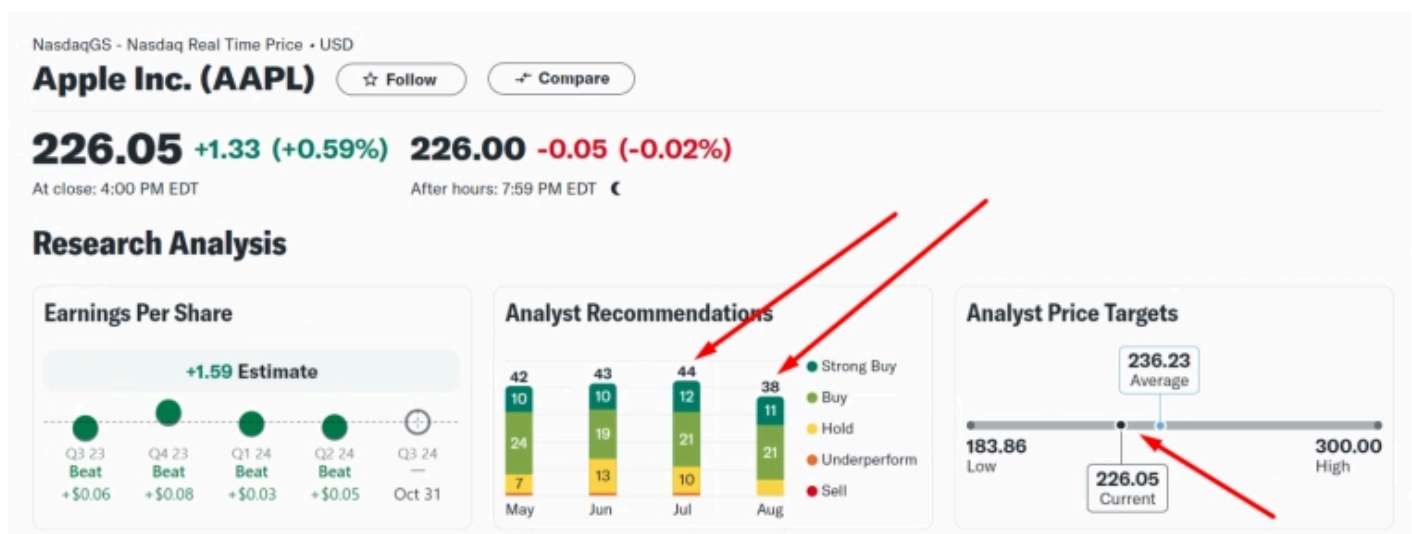 NasdaqGS - Nasdaq Real Time Price • USD
Apple Inc. (AAPL)
Follow
Compare
226.05 +1.33 (+0.59%) 226.00 -0.05 (-0.02%)
At close: 4:00 PM EDT
After hours: 7:59 PM EDT
Research Analysis
Earnings Per Share
+1.59 Estimate
Q3 23 Q4 23 Q1 24 Q2 24 Q3 24
Beat Beat Beat Beat —
+$0.06 +$0.08 +$0.03 +$0.05 Oct 31
Analyst Recommendations
42 43 44 38
10 10 12 11
24 19 21 21
7 13 10
May Jun Jul Aug
Strong Buy
Buy
Hold
Underperform
Sell
Analyst Price Targets
236.23
Average
183.86 300.00
Low High
226.05
Current